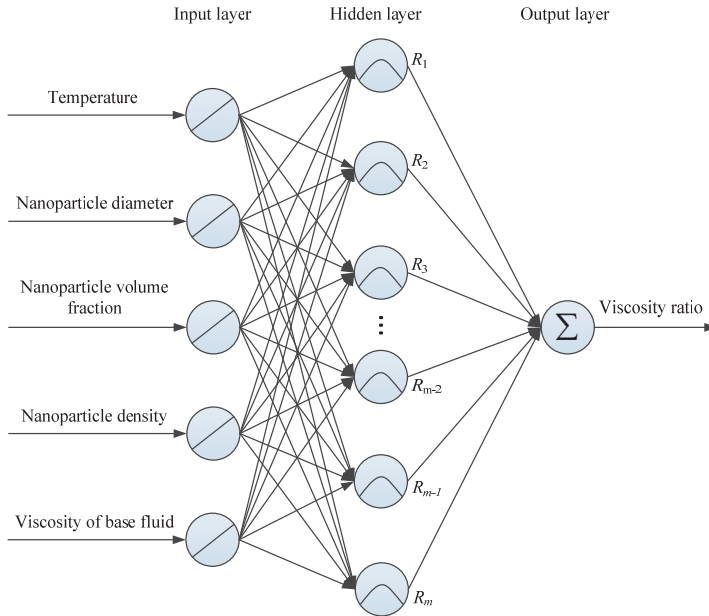 Input layer
Hidden layer
Output layer
Temperature
Nanoparticle diameter
Nanoparticle volume
fraction
Nanoparticle density
Viscosity of base fluid
R1
R2
R3
...
Rm-2
Rm-1
Rm
Σ
Viscosity ratio